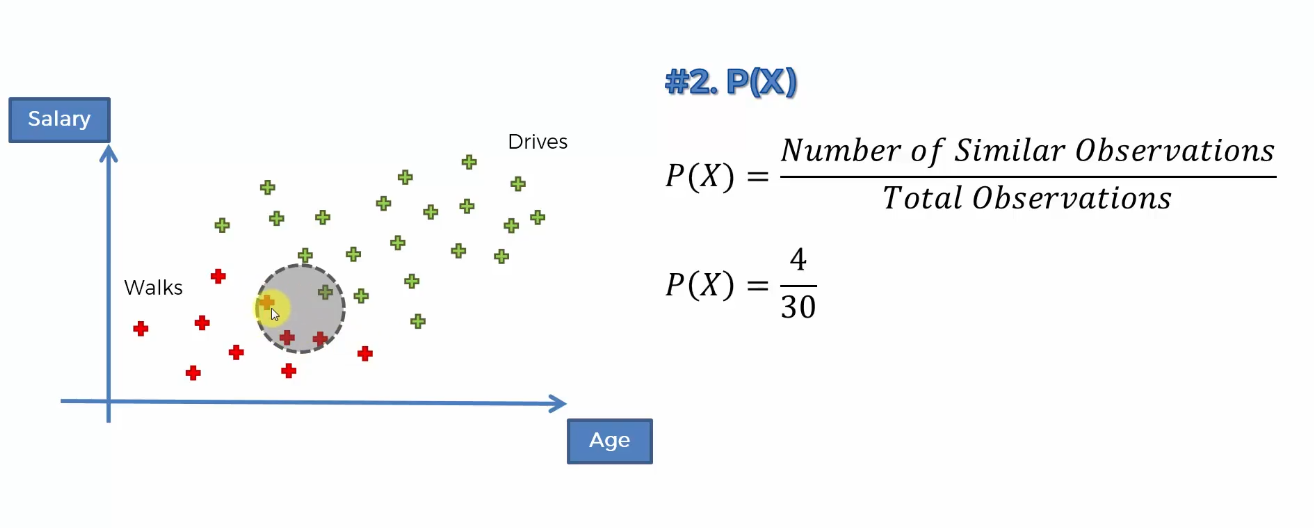 #2. P(X)
Salary
Drives
Walks
Age
P(X) = Number of Similar Observations / Total Observations
P(X) = 4 / 30